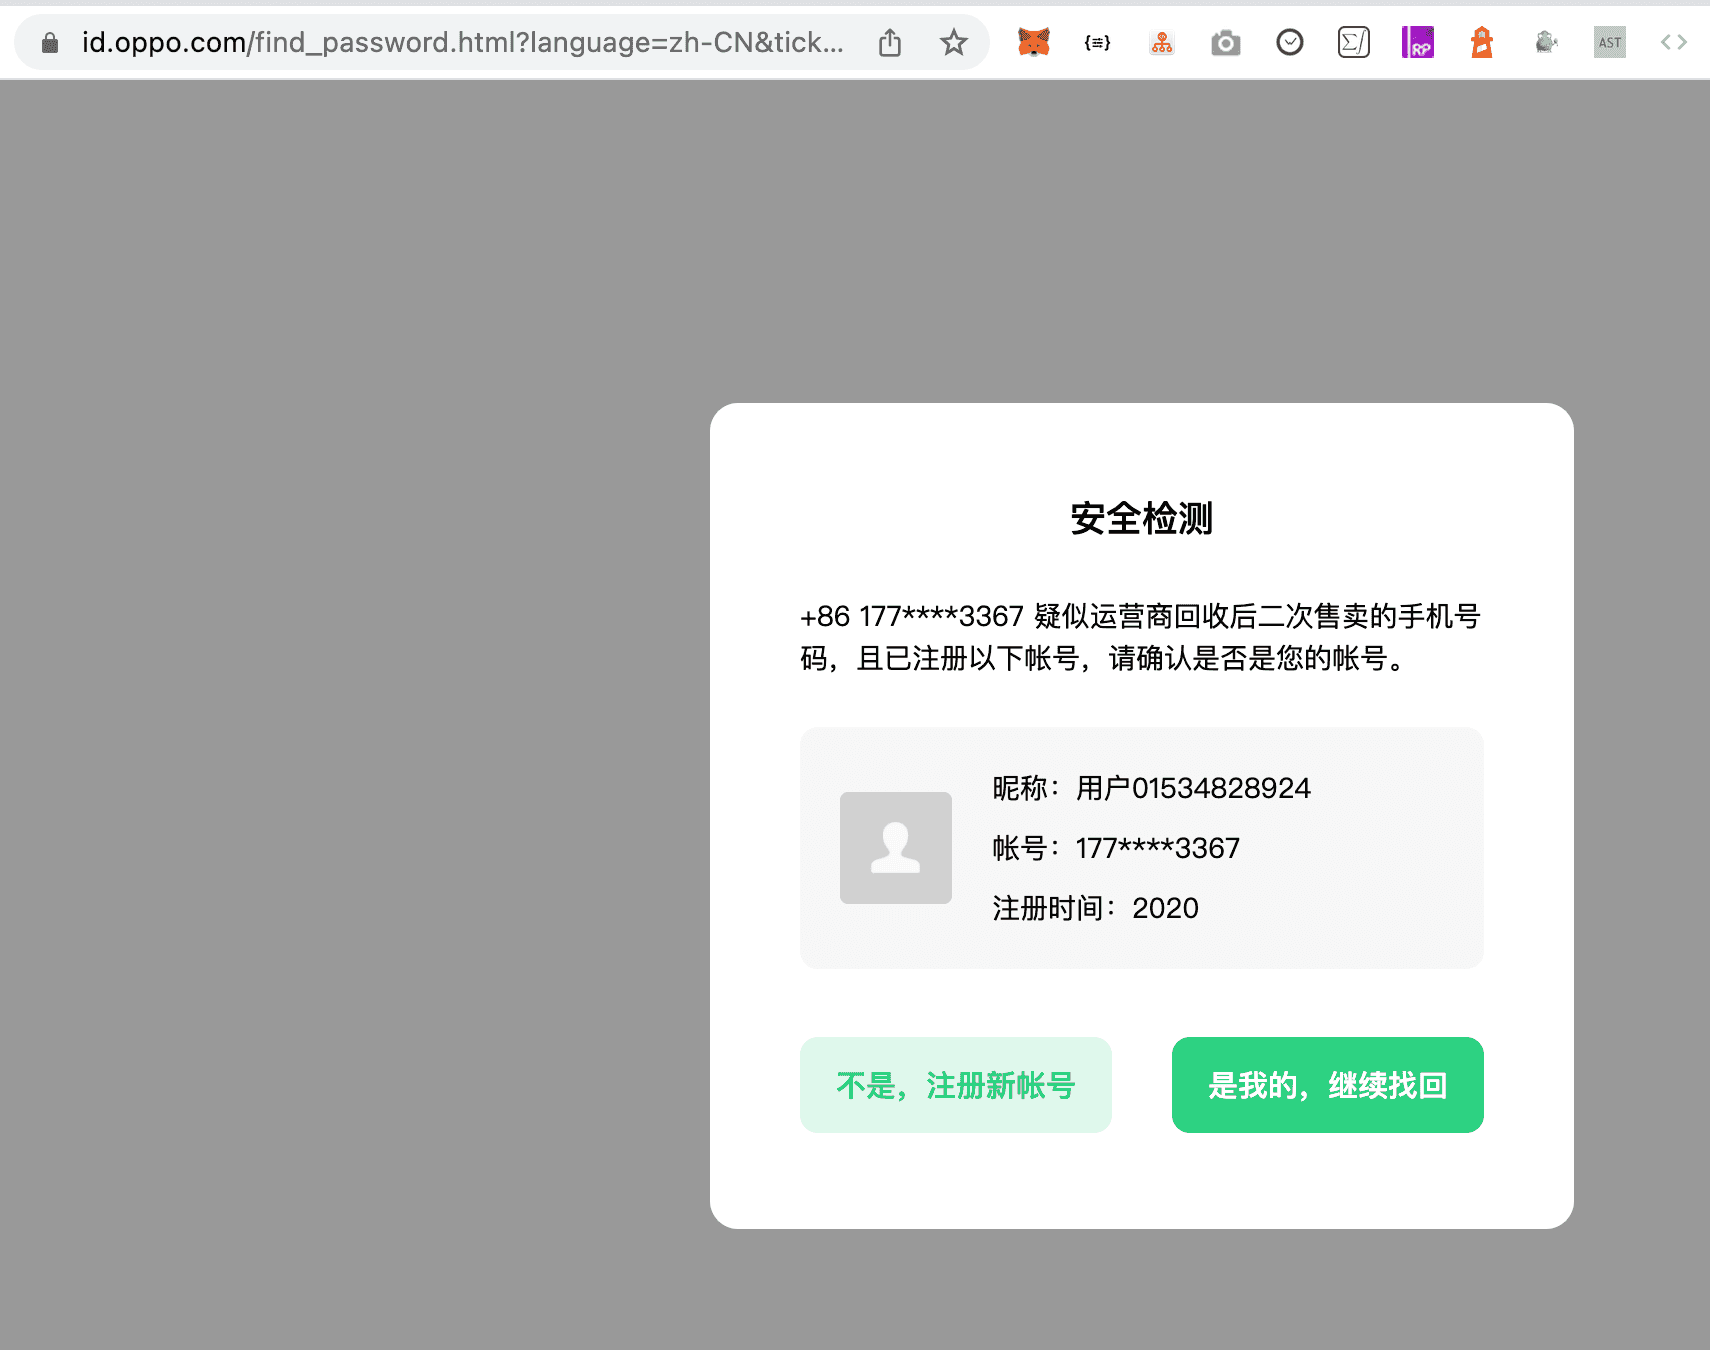 id.oppo.com/find_password.html?language=zh-CN&tick...
RP
AST
安全检测
+86 177****3367 疑似运营商回收后二次售卖的手机号
码，且已注册以下帐号，请确认是否是您的帐号。
昵称：用户01534828924
帐号：177****3367
注册时间：2020
不是，注册新帐号
是我的，继续找回